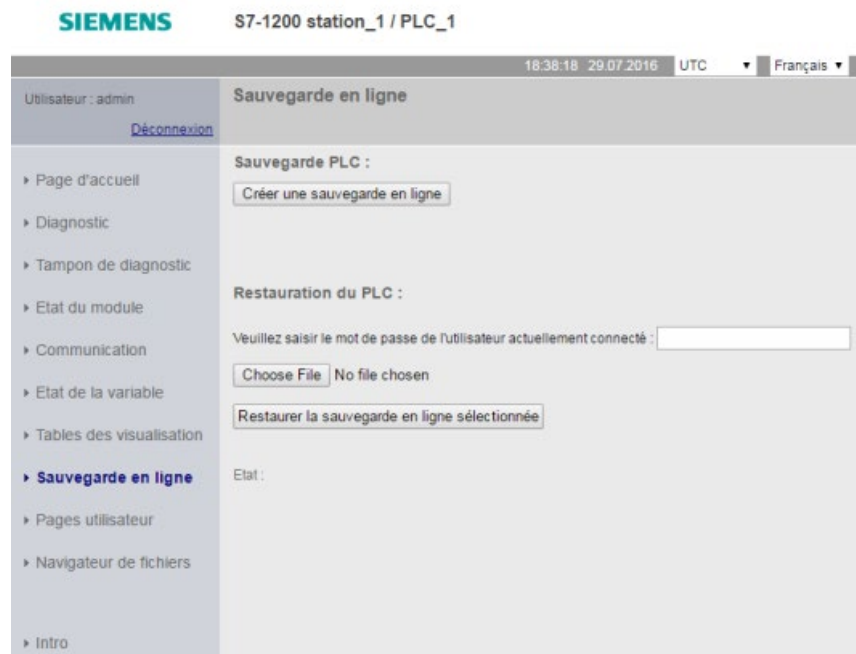 SIEMENS
S7-1200 station_1 / PLC_1
18:38:18 29.07.2016 UTC Français
Utilisateur : admin
Déconnexion
Sauvegarde en ligne
Page d'accueil
Diagnostic
Tampon de diagnostic
Etat du module
Communication
Etat de la variable
Tables des visualisation
Sauvegarde en ligne
Pages utilisateur
Navigateur de fichiers
Intro
Sauvegarde PLC :
Créer une sauvegarde en ligne
Restauration du PLC :
Veuillez saisir le mot de passe de l'utilisateur actuellement connecté :
Choose File No file chosen
Restaurer la sauvegarde en ligne sélectionnée
Etat :